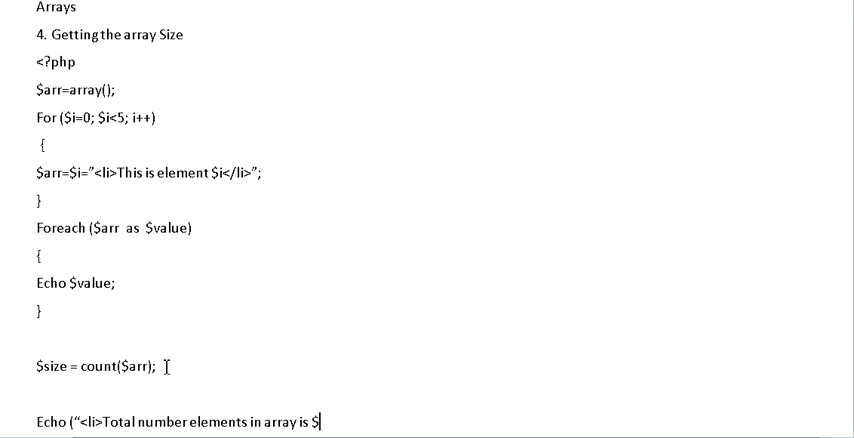 Arrays
4. Getting the array Size
<?php
$arr=array();
For ($i=0; $i<5; i++)
{
$arr=$i=”<li>This is element $i</li>”;
}
Foreach ($arr as $value)
{
Echo $value;
}
$size = count($arr);
Echo (“<li>Total number elements in array is $